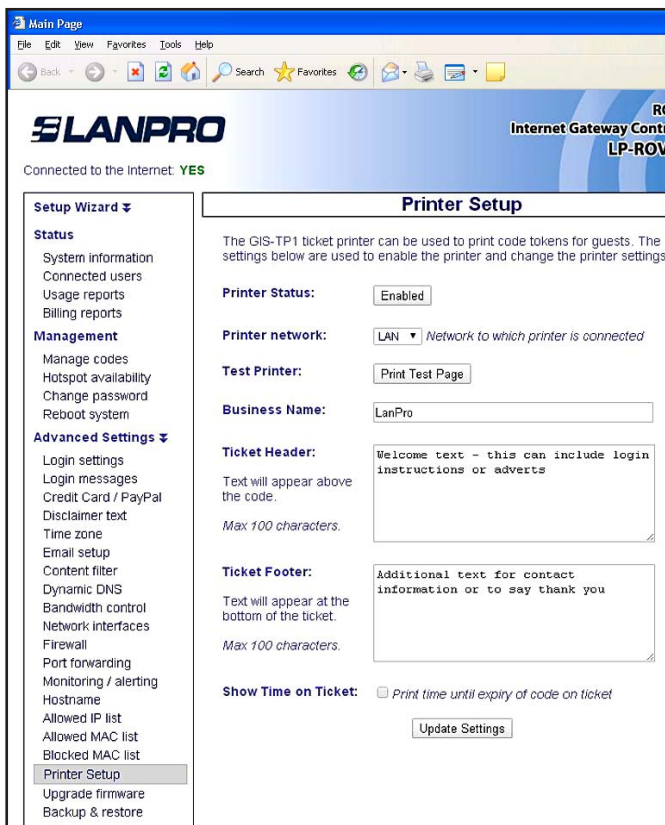 Main Page
File Edit View Favorites Tools Help
Back Search Favorites
LANPRO
Internet Gateway
Connected to the Internet: YES
Setup Wizard
Status
System information
Connected users
Usage reports
Billing reports
Management
Manage codes
Hotspot availability
Change password
Reboot system
Advanced Settings
Login settings
Login messages
Credit Card / PayPal
Disclaimer text
Time zone
Email setup
Content filter
Dynamic DNS
Bandwidth control
Network interfaces
Firewall
Port forwarding
Monitoring / alerting
Hostname
Allowed IP list
Allowed MAC list
Blocked MAC list
Printer Setup
Upgrade firmware
Backup & restore
Printer Setup
The GIS-TP1 ticket printer can be used to print code tokens for guests. The
settings below are used to enable the printer and change the printer settings
Printer Status: Enabled
Printer network: LAN Network to which printer is connected
Test Printer: Print Test Page
Business Name: LanPro
Ticket Header:
Text will appear above
the code.
Max 100 characters.
Welcome text - this can include login
instructions or adverts
Ticket Footer:
Text will appear at the
bottom of the ticket.
Max 100 characters.
Additional text for contact
information or to say thank you
Show Time on Ticket: Print time until expiry of code on ticket
Update Settings